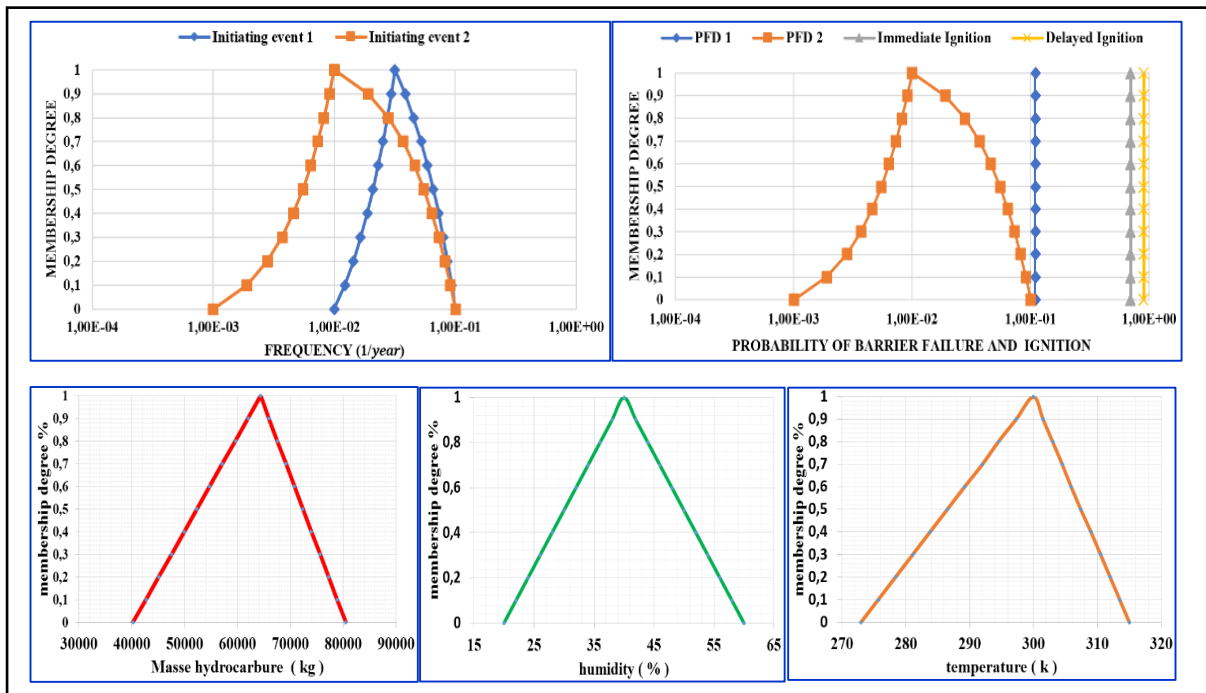 Initiating event 1 Initiating event 2
MEMBERSHIP DEGREE
1
0,9
0,8
0,7
0,6
0,5
0,4
0,3
0,2
0,1
0
1,00E-04 1,00E-03 1,00E-02 1,00E-01 1,00E+00
FREQUENCY (1/year)
PFD 1 PFD 2 Immediate Ignition Delayed Ignition
MEMBERSHIP DEGREE
1
0,9
0,8
0,7
0,6
0,5
0,4
0,3
0,2
0,1
0
1,00E-04 1,00E-03 1,00E-02 1,00E-01 1,00E+00
PROBABILITY OF BARRIER FAILURE AND IGNITION
membership degree %
1
0,9
0,8
0,7
0,6
0,5
0,4
0,3
0,2
0,1
0
30000 40000 50000 60000 70000 80000 90000
Masse hydrocarbure ( kg )
membership degree %
1
0,8
0,6
0,4
0,2
0
15 25 35 45 55 65
humidity ( % )
membership degree %
1
0,9
0,8
0,7
0,6
0,5
0,4
0,3
0,2
0,1
0
270 280 290 300 310 320
temperature ( k )